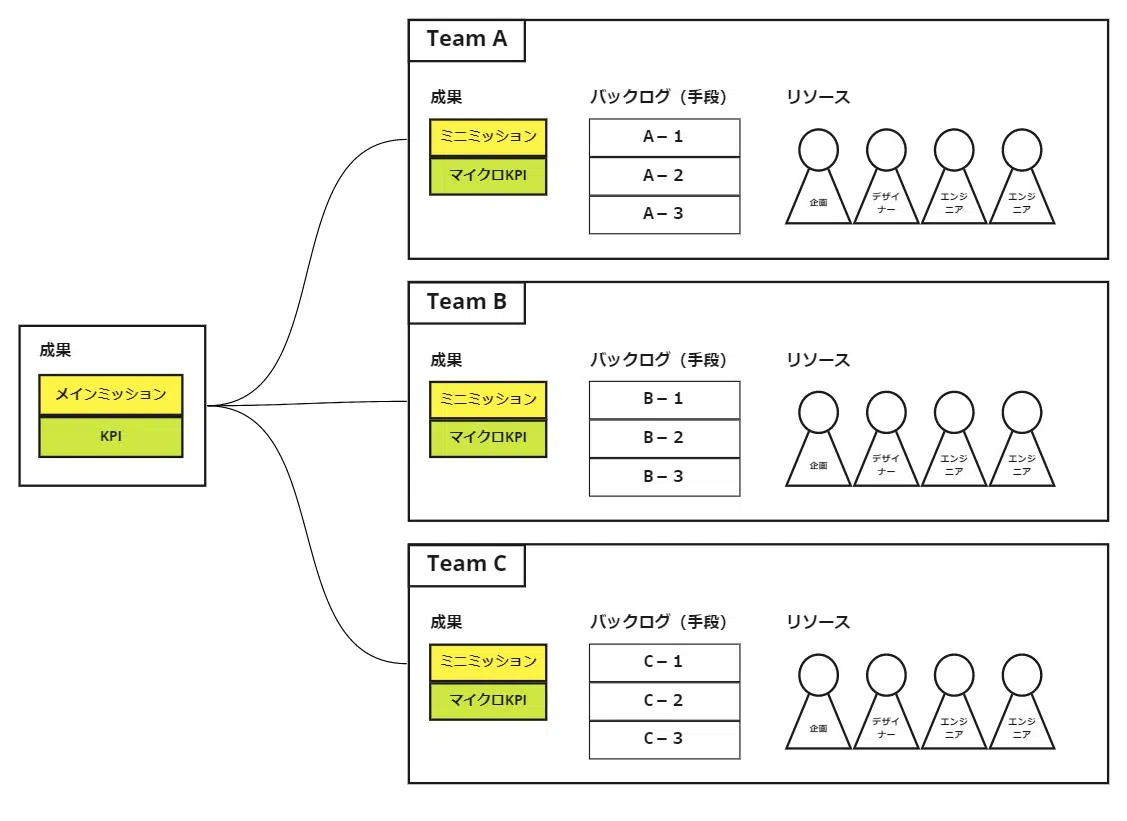 Team A
成果
バックログ（手段）
リソース
ミニミッション
マイクロKPI
A − 1
A − 2
A − 3
企画
デザイ
ナー
エンジ
ニア
エンジ
ニア
成果
メインミッション
KPI
Team B
成果
バックログ（手段）
リソース
ミニミッション
マイクロKPI
B − 1
B − 2
B − 3
企画
デザイ
ナー
エンジ
ニア
エンジ
ニア
Team C
成果
バックログ（手段）
リソース
ミニミッション
マイクロKPI
C − 1
C − 2
C − 3
企画
デザイ
ナー
エンジ
ニア
エンジ
ニア